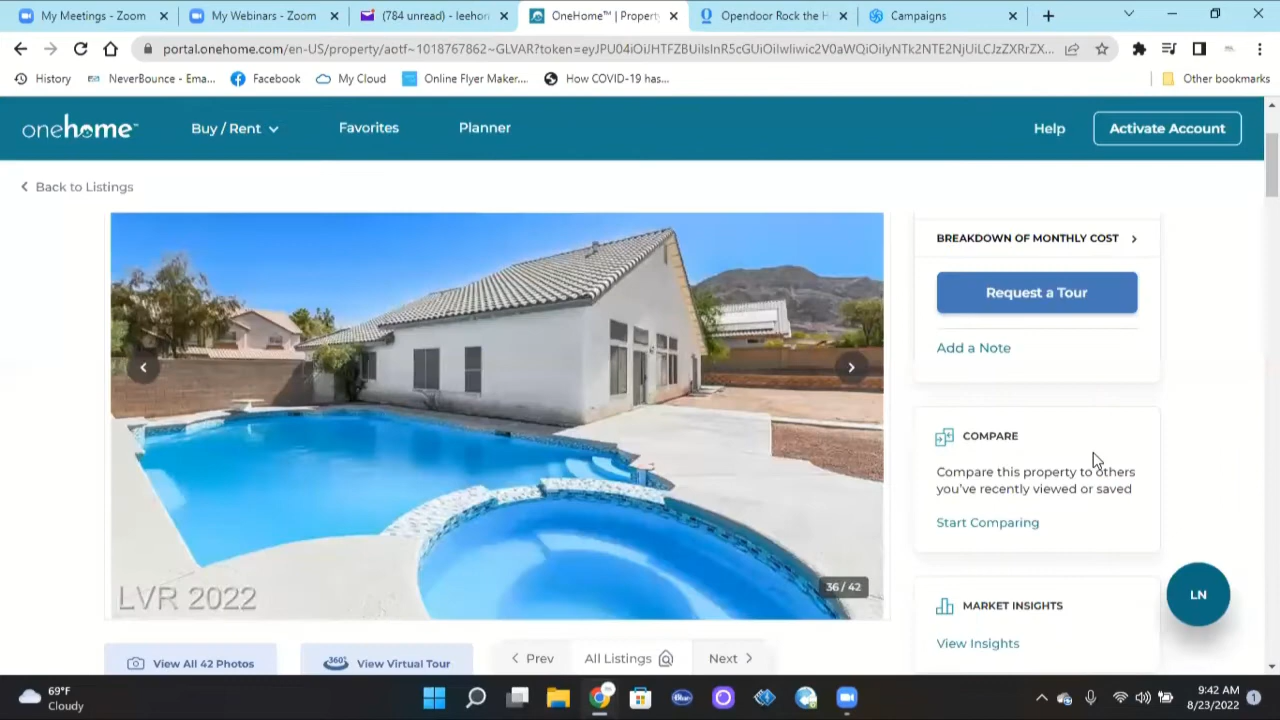 My Meetings - Zoom
My Webinars - Zoom
(784 unread) - leehon
OneHome™ | Property
Opendoor Rock the H
Campaigns
portal.onehome.com/en-US/property/aotf~1018767862~GLVAR?token=
History
NeverBounce - Ema...
Facebook
My Cloud
Online Flyer Maker....
How COVID-19 has...
Other bookmarks
onehome™
Buy / Rent
Favorites
Planner
Help
Activate Account
Back to Listings
BREAKDOWN OF MONTHLY COST
Request a Tour
Add a Note
COMPARE
Compare this property to others
you've recently viewed or saved
Start Comparing
LVR 2022
36 / 42
LN
MARKET INSIGHTS
View Insights
View All 42 Photos
360°
View Virtual Tour
Prev
All Listings
Next
69°F
Cloudy
9:42 AM
8/23/2022
1